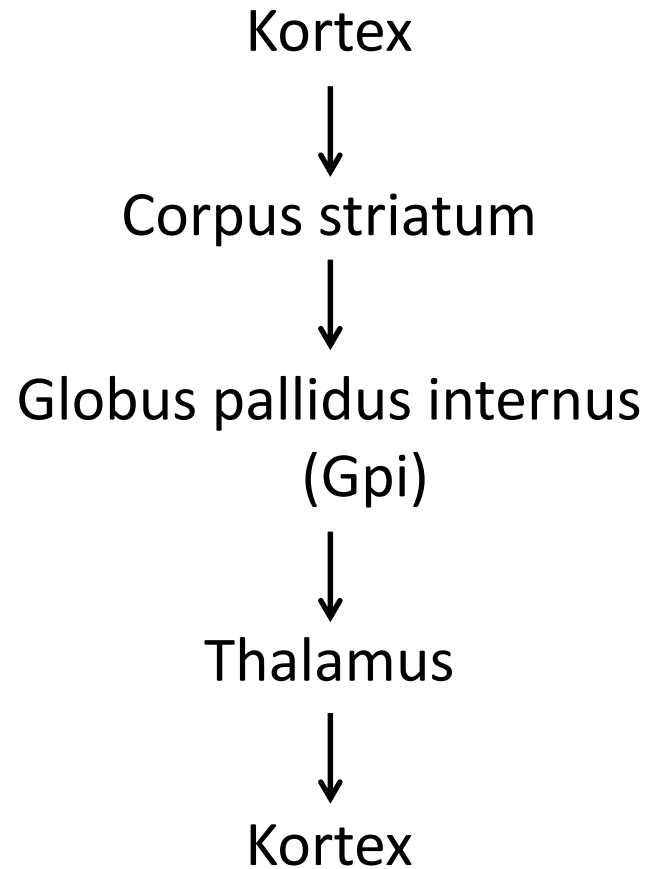 Kortex
Corpus striatum
Globus pallidus internus
(Gpi)
Thalamus
Kortex